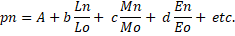 pn = A + b Ln/Lo + c Mn/Mo + d En/Eo + etc.